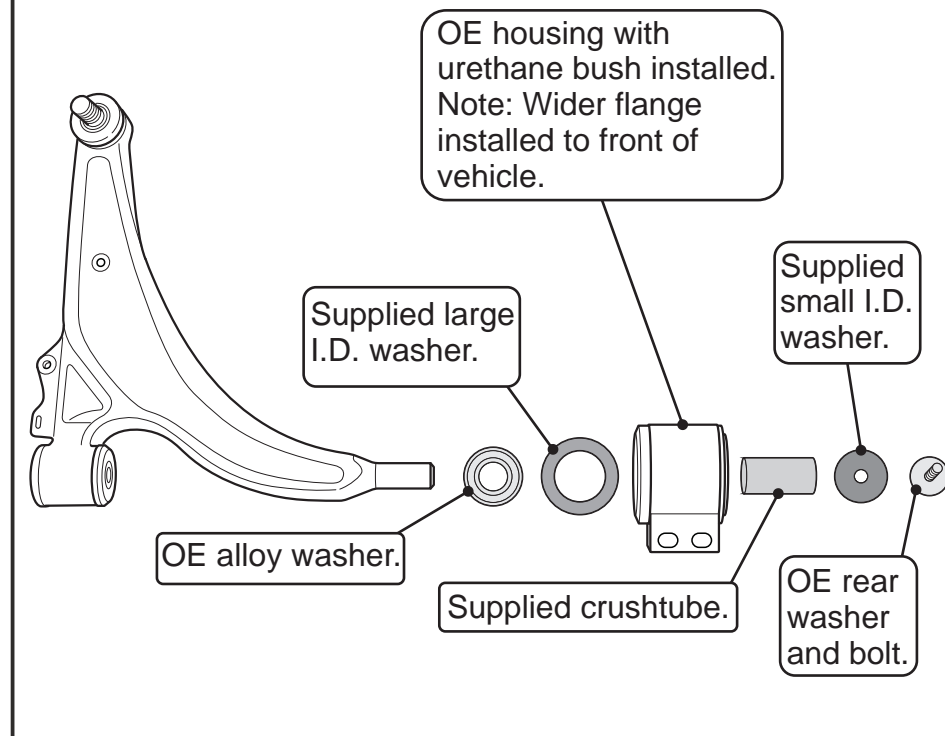 OE housing with
urethane bush installed.
Note: Wider flange
installed to front of
vehicle.
Supplied
small I.D.
washer.
Supplied large
I.D. washer.
OE alloy washer.
Supplied crushtube.
OE rear
washer
and bolt.